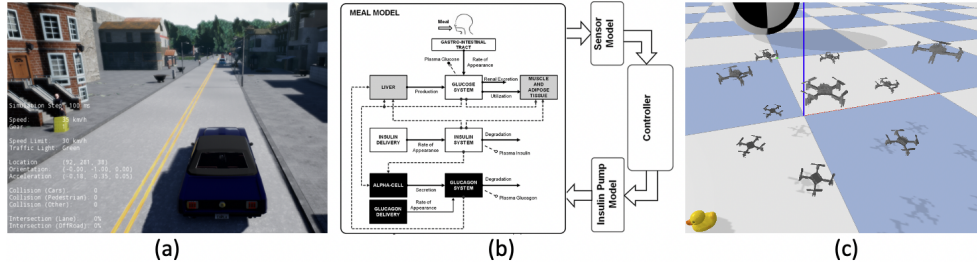 Simulation Step: 100 ms
Speed: 33 km/h
Gear
Speed Limit 30 km/h
Traffic Light: Green
Location
Orientation
Acceleration
Collision (Cars) 0
Collision (Pedestrian) 0
Collision (Other) 0
Intersection (Lane) 0%
Intersection (OffRoad) 0%
(a)
MEAL MODEL
Meal
GASTRO-INTESTINAL
TRACT
Plasma Glucose
Rate of
Appearance
LIVER
Production
GLUCOSE
SYSTEM
Renal Excretion
Utilization
MUSCLE
AND
ADIPOSE
TISSUE
INSULIN
DELIVERY
Rate of
Appearance
INSULIN
SYSTEM
Degradation
Plasma Insulin
ALPHA-CELL
Secretion
GLUCAGON
SYSTEM
Degradation
GLUCAGON
DELIVERY
Rate of
Appearance
Plasma Glucagon
Sensor
Model
Controller
Insulin Pump
Model
(b)
(c)